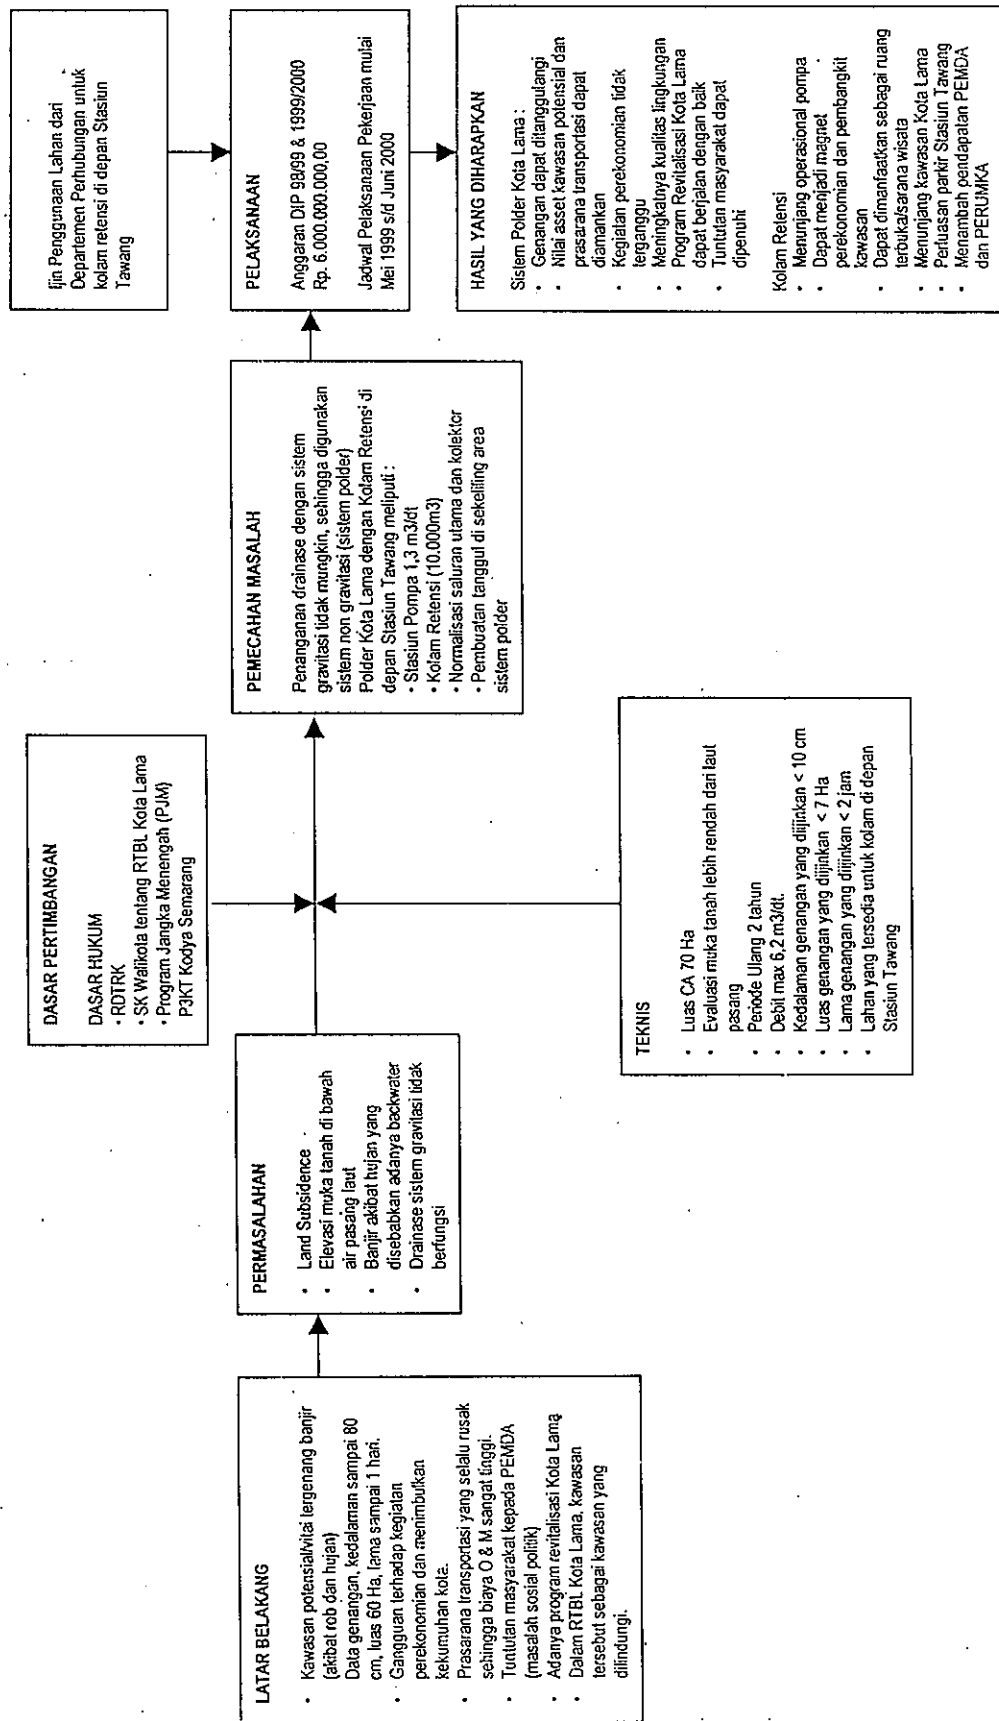 LATAR BELAKANG
• Kawasan potensial/vital tergenang banjir
(akibat rob dan hujan)
Data genangan, kedalaman sampai 80
cm, luas 60 Ha, lama sampai 1 hari.
• Gangguan terhadap kegiatan
perekonomian dan menimbulkan
kekumuhan kota.
• Prasarana transportasi yang selalu rusak
sehingga biaya O & M sangat tinggi.
• Tuntutan masyarakat kepada PEMDA
(masalah sosial politik)
• Adanya program revitalisasi Kota Lama
• Dalam RTBL Kota Lama, kawasan
tersebut sebagai kawasan yang
dilindungi.
PERMASALAHAN
• Land Subsidence
• Elevasi muka tanah di bawah
air pasang laut
• Banjir akibat hujan yang
disebabkan adanya backwater
• Drainase sistem gravitasi tidak
berfungsi
DASAR PERTIMBANGAN
DASAR HUKUM
• RDTRK
• SK Walikota tentang RTBL Kota Lama
• Program Jangka Menengah (PJM)
P3KT Kodya Semarang
TEKNIS
• Luas CA 70 Ha
• Evaluasi muka tanah lebih rendah dari laut
pasang
• Periode Ulang 2 tahun
• Debit max 6,2 m3/dt.
• Kedalaman genangan yang diijinkan < 10 cm
• Luas genangan yang diijinkan < 7 Ha
• Lama genangan yang diijinkan < 2 jam
• Lahan yang tersedia untuk kolam di depan
Stasiun Tawang
PEMECAHAN MASALAH
Penanganan drainase dengan sistem
gravitasi tidak mungkin, sehingga digunakan
sistem non gravitasi (sistem polder)
Polder Kota Lama dengan Kolam Retensi di
depan Stasiun Tawang meliputi :
• Stasiun Pompa 1,3 m3/dt
• Kolam Retensi (10.000m3)
• Normalisasi saluran utama dan kolektor
• Pembuatan tanggul di sekeliling area
sistem polder
Ijin Penggunaan Lahan dari
Departemen Perhubungan untuk
kolam retensi di depan Stasiun
Tawang
PELAKSANAAN
Anggaran DIP 98/99 & 1999/2000
Rp. 6.000.090.000,00
Jadwal Pelaksanaan Pekerjaan mulai
Mei 1999 s/d Juni 2000
HASIL YANG DIHARAPKAN
Sistem Polder Kota Lama :
• Genangan dapat ditanggulangi
• Nilai asset kawasan potensial dan
prasarana transportasi dapat
diamankan
• Kegiatan perekonomian tidak
terganggu
• Meningkatnya kualitas lingkungan
• Program Revitalisasi Kota Lama
dapat berjalan dengan baik
• Tuntutan masyarakat dapat
dipenuhi
Kolam Retensi
• Menunjang operasional pompa
• Dapat menjadi magnet
perekonomian dan pembangkit
kawasan
• Dapat dimanfaatkan sebagai ruang
terbuka/sarana wisata
• Menunjang kawasan Kota Lama
• Perluasan parkir Stasiun Tawang
• Menambah pendapatan PEMDA
dan PERUMKA